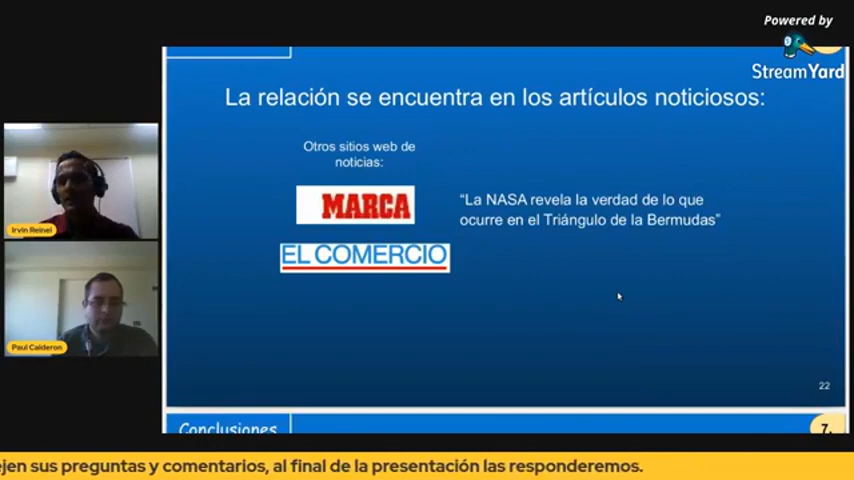 Powered by
StreamYard
La relación se encuentra en los artículos noticiosos:
Otros sitios web de
noticias:
MARCA
“La NASA revela la verdad de lo que
ocurre en el Triángulo de la Bermudas”
EL COMERCIO
Irvin Reinel
Paul Calderon
22
Conclusiones
7.
ejen sus preguntas y comentarios, al final de la presentación las responderemos.